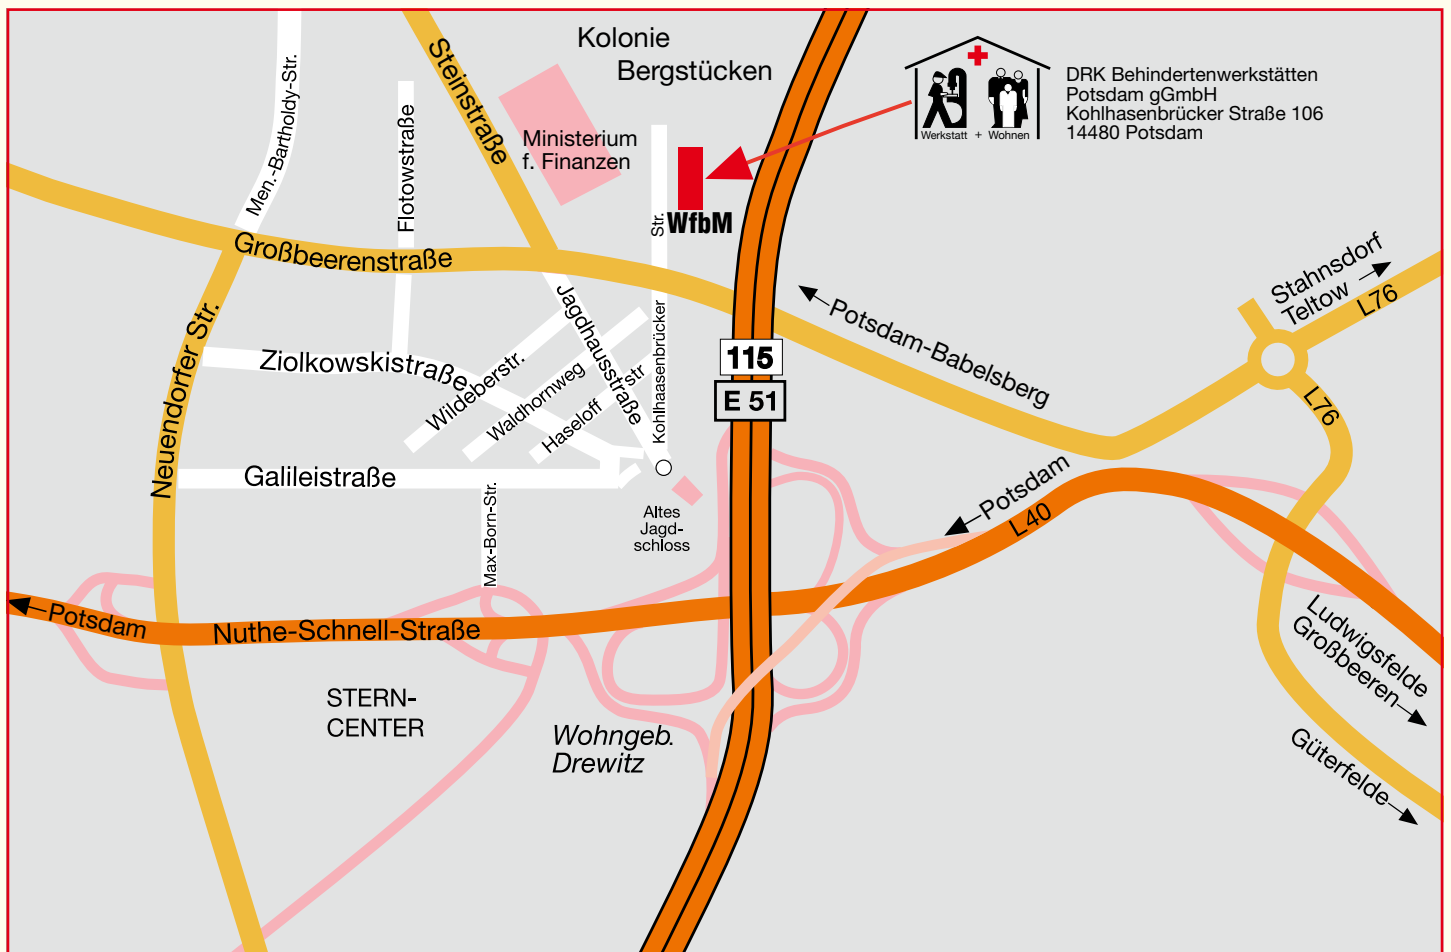 Kolonie
Bergstücken
Men.-Bartholdy-Str.
Steinstraße
Flotowstraße
Ministerium
f. Finanzen
Str.
WfbM
Werkstatt + Wohnen
DRK Behindertenwerkstätten
Potsdam gGmbH
Kohlhasenbrücker Straße 106
14480 Potsdam
Großbeerenstraße
Neuendorfer Str.
Jagdhausstraße
Kohlhaasenbrücker
Ziolkowskistraße
Wildeberstr.
Waldhornweg
Haseloff str
Galileistraße
Max-Born-Str.
Altes
Jagd-
schloss
115
E 51
Potsdam-Babelsberg
Stahnsdorf
Teltow
L76
L76
Potsdam
L40
Potsdam
Nuthe-Schnell-Straße
STERN-
CENTER
Wohngeb.
Drewitz
Ludwigsfelde
Großbeeren
Güterfelde